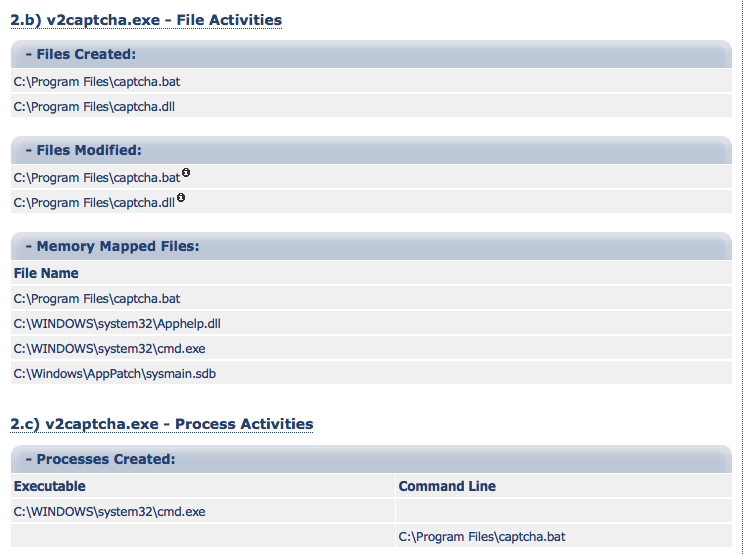 2.b) v2captcha.exe - File Activities
- Files Created:
C:\Program Files\captcha.bat
C:\Program Files\captcha.dll
- Files Modified:
C:\Program Files\captcha.bat
C:\Program Files\captcha.dll
- Memory Mapped Files:
File Name
C:\Program Files\captcha.bat
C:\WINDOWS\system32\Apphelp.dll
C:\WINDOWS\system32\cmd.exe
C:\Windows\AppPatch\sysmain.sdb
2.c) v2captcha.exe - Process Activities
- Processes Created:
Executable Command Line
C:\WINDOWS\system32\cmd.exe
C:\Program Files\captcha.bat